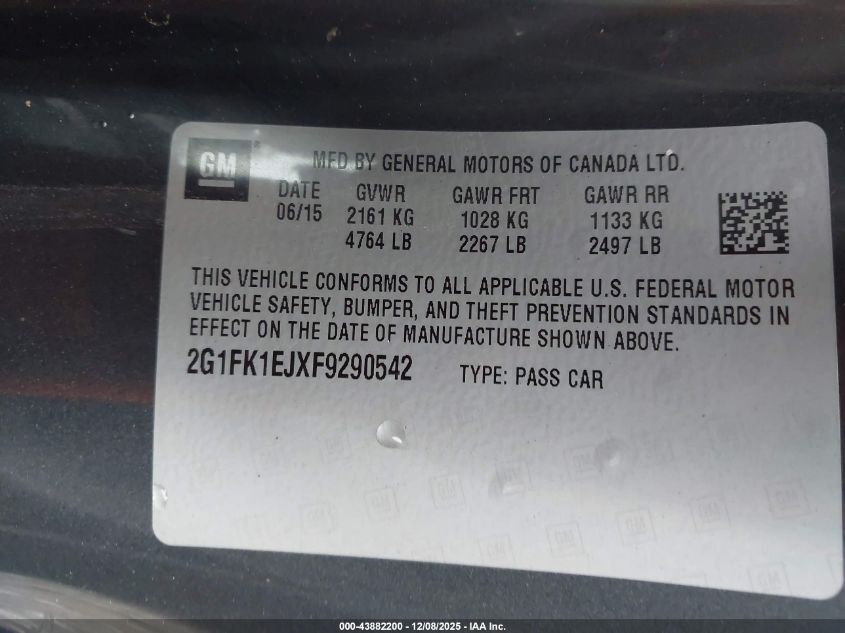 GM
MFD BY GENERAL MOTORS OF CANADA LTD.
DATE GVWR GAWR FRT GAWR RR
06/15 2161 KG 1028 KG 1133 KG
4764 LB 2267 LB 2497 LB
THIS VEHICLE CONFORMS TO ALL APPLICABLE U.S. FEDERAL MOTOR
VEHICLE SAFETY, BUMPER, AND THEFT PREVENTION STANDARDS IN
EFFECT ON THE DATE OF MANUFACTURE SHOWN ABOVE.
2G1FK1EJXF9290542 TYPE: PASS CAR
000-43882200 - 12/08/2025 - IAA Inc.